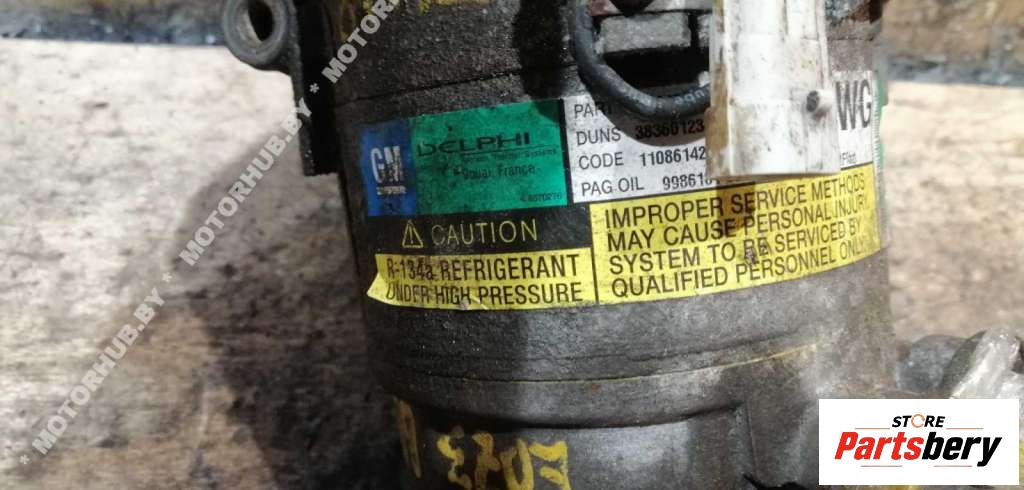 GM
DELPHI
Douai, France
PART
DUNS 38360123
CODE 11086142
PAG OIL 99861
WG
CAUTION
R-134a REFRIGERANT
UNDER HIGH PRESSURE
IMPROPER SERVICE METHODS
MAY CAUSE PERSONAL INJURY
SYSTEM TO BE SERVICED BY
QUALIFIED PERSONNEL ONLY
* MOTORHUB.BY * MOTORHUB.BY * MOTORHUB.BY
STORE
Partsbery